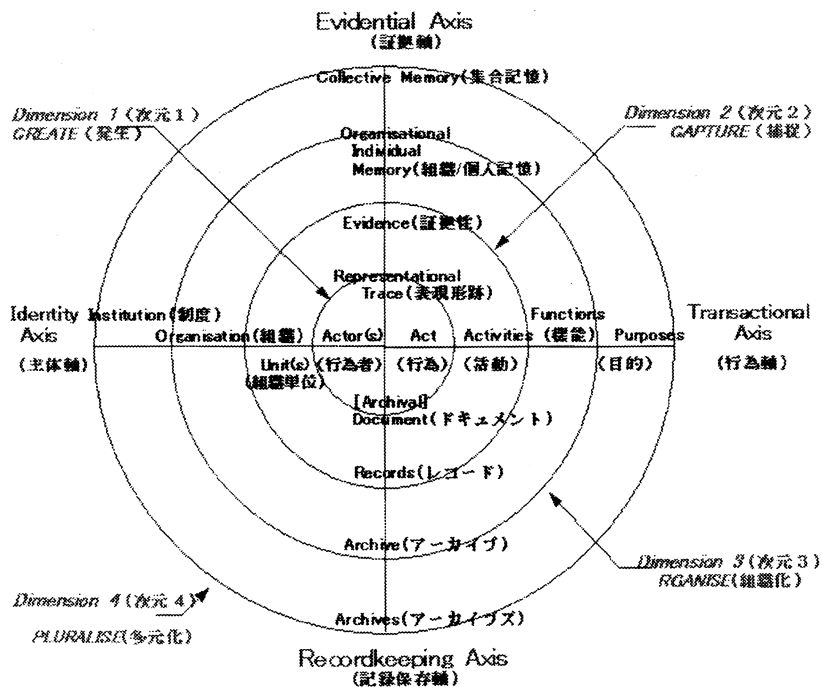 Evidential Axis
(証拠軸)
Collective Memory(集合記憶)
Dimension 1(次元1)
CREATE(発生)
Dimension 2(次元2)
CAPTURE(捕捉)
Organisational
Individual
Memory(組織/個人記憶)
Evidence(証拠性)
Representational
Trace(表現形跡)
Identity
Axis
(主体軸)
Institution(制度)
Organisation(組織)
Unit(s)
(組織単位)
Actor(s)
(行為者)
Act
(行為)
Activities
(活動)
Functions
(機能)
Purposes
(目的)
Transactional
Axis
(行為軸)
[Archival]
Document(ドキュメント)
Records(レコード)
Archive(アーカイブ)
Archives(アーカイブズ)
Dimension 3(次元3)
RGANISE(組織化)
Dimension 4(次元4)
PLURALISE(多元化)
Recordkeeping Axis
(記録保存軸)